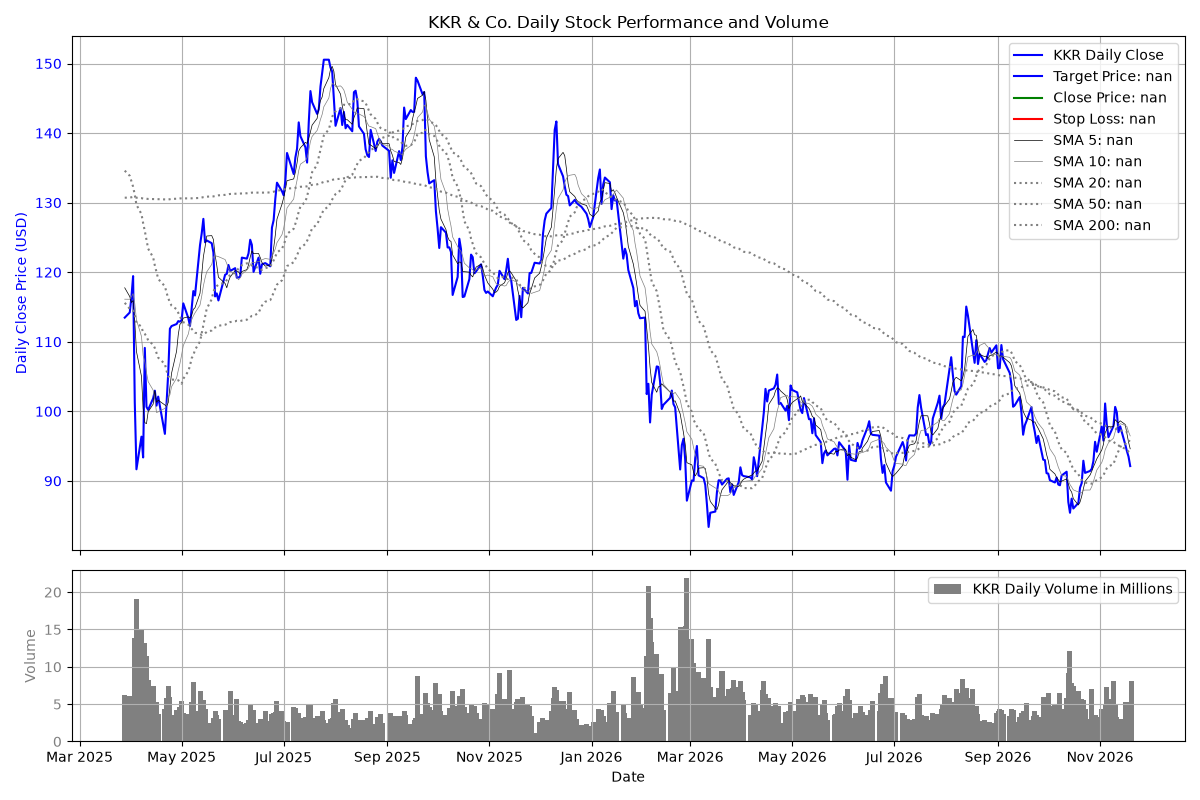 KKR & Co. Daily Stock Performance and Volume
150
140
130
120
110
100
90
Daily Close Price (USD)
KKR Daily Close
Target Price: nan
Close Price: nan
Stop Loss: nan
SMA 5: nan
SMA 10: nan
SMA 20: nan
SMA 50: nan
SMA 200: nan
20
15
10
5
0
Volume
KKR Daily Volume in Millions
Mar 2025
May 2025
Jul 2025
Sep 2025
Nov 2025
Jan 2026
Mar 2026
May 2026
Jul 2026
Sep 2026
Nov 2026
Date